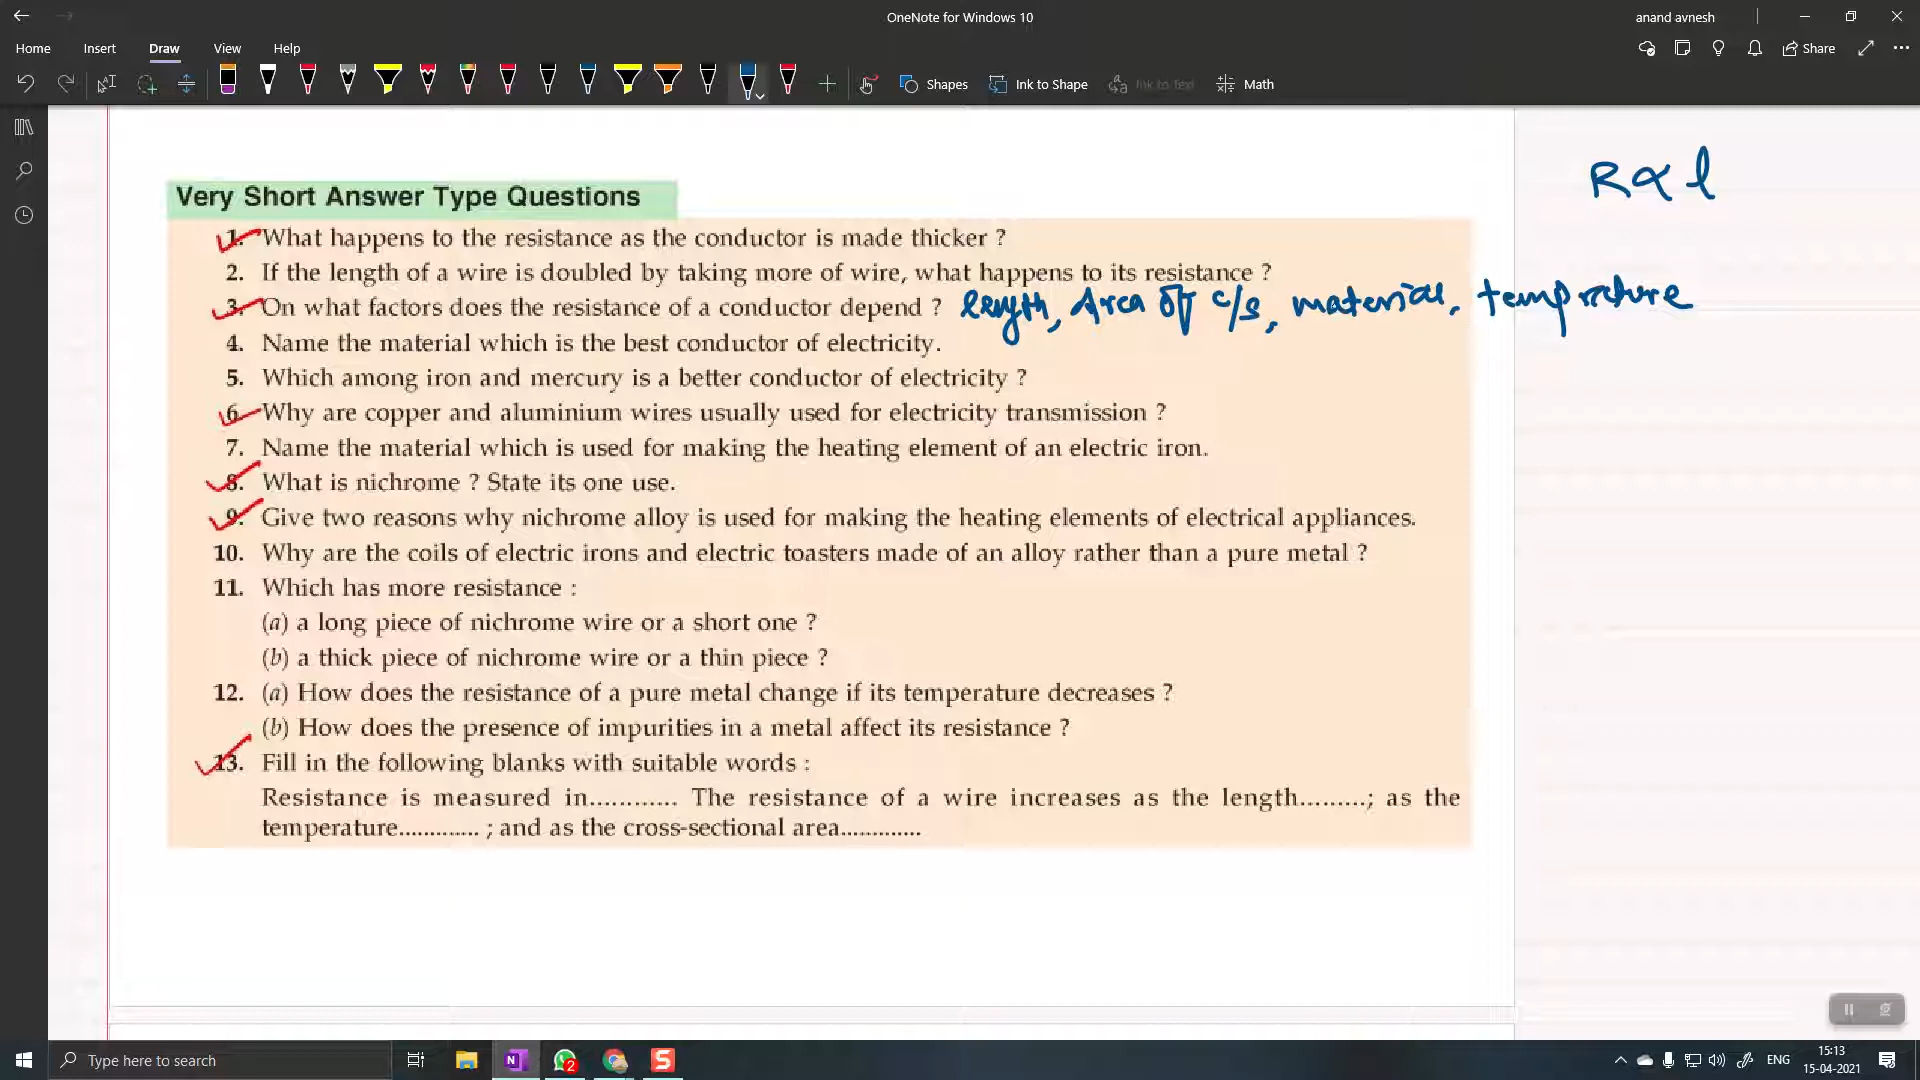 OneNote for Windows 10
anand avnesh
Home Insert Draw View Help
Share
Shapes Ink to Shape Ink to Text Math
R ∝ l
Very Short Answer Type Questions
1. What happens to the resistance as the conductor is made thicker ?
2. If the length of a wire is doubled by taking more of wire, what happens to its resistance ?
3. On what factors does the resistance of a conductor depend ? length, Area of c/s, material, temprature
4. Name the material which is the best conductor of electricity.
5. Which among iron and mercury is a better conductor of electricity ?
6. Why are copper and aluminium wires usually used for electricity transmission ?
7. Name the material which is used for making the heating element of an electric iron.
8. What is nichrome ? State its one use.
9. Give two reasons why nichrome alloy is used for making the heating elements of electrical appliances.
10. Why are the coils of electric irons and electric toasters made of an alloy rather than a pure metal ?
11. Which has more resistance :
(a) a long piece of nichrome wire or a short one ?
(b) a thick piece of nichrome wire or a thin piece ?
12. (a) How does the resistance of a pure metal change if its temperature decreases ?
(b) How does the presence of impurities in a metal affect its resistance ?
13. Fill in the following blanks with suitable words :
Resistance is measured in............ The resistance of a wire increases as the length.........; as the
temperature............. ; and as the cross-sectional area.............
Type here to search
N
2
S
ENG
15:13
15-04-2021